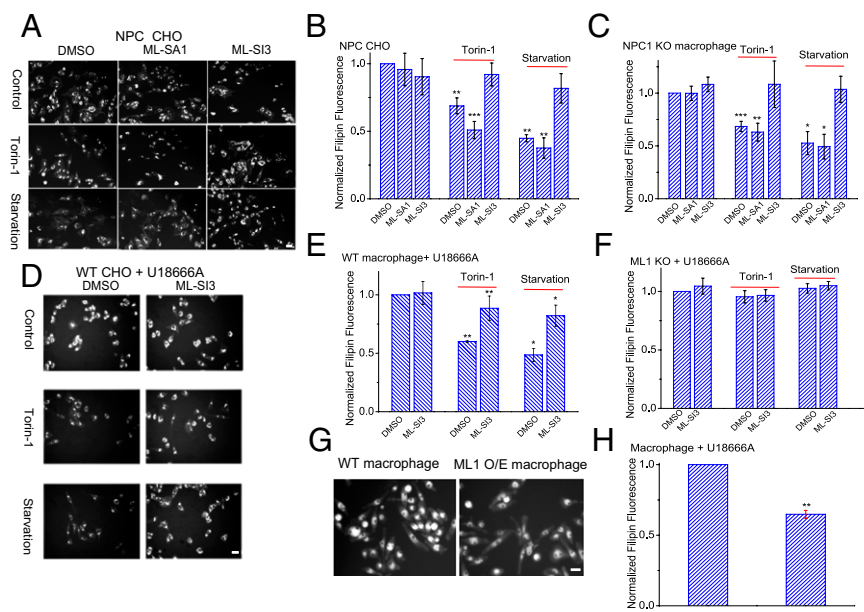 A
NPC CHO
DMSO ML-SA1 ML-SI3
Control
Torin-1
Starvation
B
NPC CHO
Torin-1
Starvation
Normalized Filipin Fluorescence
1.0
0.5
0.0
** *** ** **
DMSO ML-SA1 ML-SI3 DMSO ML-SA1 ML-SI3 DMSO ML-SA1 ML-SI3
C
NPC1 KO macrophage
Torin-1
Starvation
Normalized Filipin Fluorescence
1.0
0.5
0.0
*** ** * *
DMSO ML-SA1 ML-SI3 DMSO ML-SA1 ML-SI3 DMSO ML-SA1 ML-SI3
D
WT CHO + U18666A
DMSO ML-SI3
Control
Torin-1
Starvation
E
WT macrophage+ U18666A
Torin-1
Starvation
Normalized Filipin Fluorescence
1.0
0.5
0.0
** ** * *
DMSO ML-SI3 DMSO ML-SI3 DMSO ML-SI3
F
ML1 KO + U18666A
Torin-1
Starvation
Normalized Filipin Fluorescence
1.0
0.5
0.0
DMSO ML-SI3 DMSO ML-SI3 DMSO ML-SI3
G
WT macrophage ML1 O/E macrophage
H
Macrophage + U18666A
Normalized Filipin Fluorescence
1.0
0.5
0.0
**